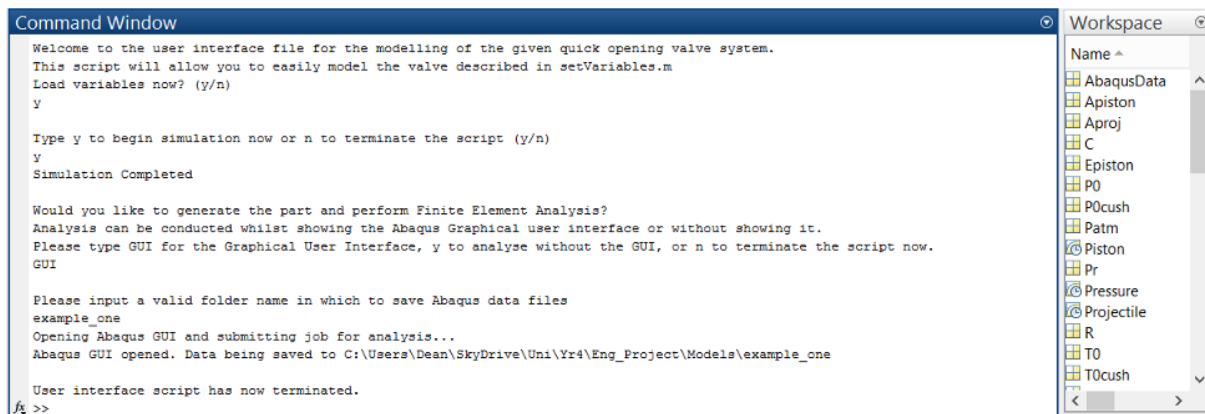 Command Window
Welcome to the user interface file for the modelling of the given quick opening valve system.
This script will allow you to easily model the valve described in setVariables.m
Load variables now? (y/n)
y
Type y to begin simulation now or n to terminate the script (y/n)
y
Simulation Completed
Would you like to generate the part and perform Finite Element Analysis?
Analysis can be conducted whilst showing the Abaqus Graphical user interface or without showing it.
Please type GUI for the Graphical User Interface, y to analyse without the GUI, or n to terminate the script now.
GUI
Please input a valid folder name in which to save Abaqus data files
example_one
Opening Abaqus GUI and submitting job for analysis...
Abaqus GUI opened. Data being saved to C:\Users\Dean\SkyDrive\Uni\Yr4\Eng_Project\Models\example_one
User interface script has now terminated.
fx >>
Workspace
Name
AbaqusData
Apiston
Aproj
C
Episton
P0
P0cush
Patm
Piston
Pr
Pressure
Projectile
R
T0
T0cush